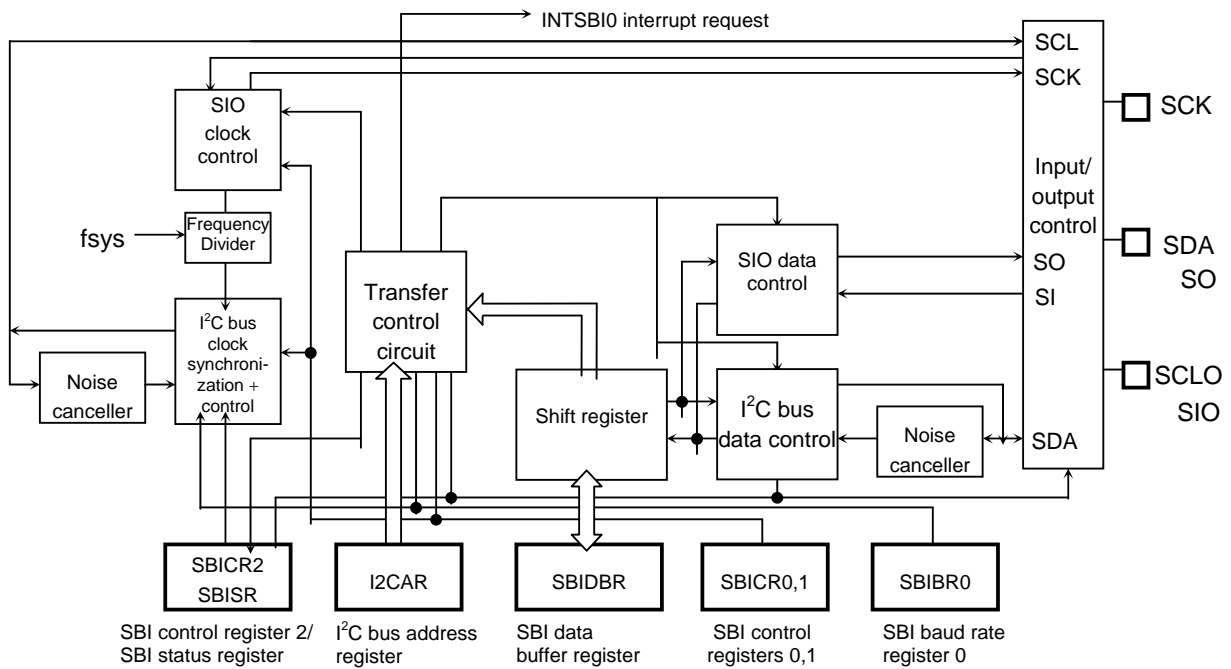 INTSBI0 interrupt request
SCL
SCK
SIO
clock
control
SCK
Input/
output
control
fsys
Frequency
Divider
SDA
SO
SIO data
control
SO
SI
Transfer
control
circuit
I²C bus
clock
synchroni-
zation +
control
Noise
canceller
Shift register
I²C bus
data control
Noise
canceller
SDA
SCLO
SIO
SBICR2
SBISR
I2CAR
SBIDBR
SBICR0,1
SBIBR0
SBI control register 2/
SBI status register
I²C bus address
register
SBI data
buffer register
SBI control
registers 0,1
SBI baud rate
register 0